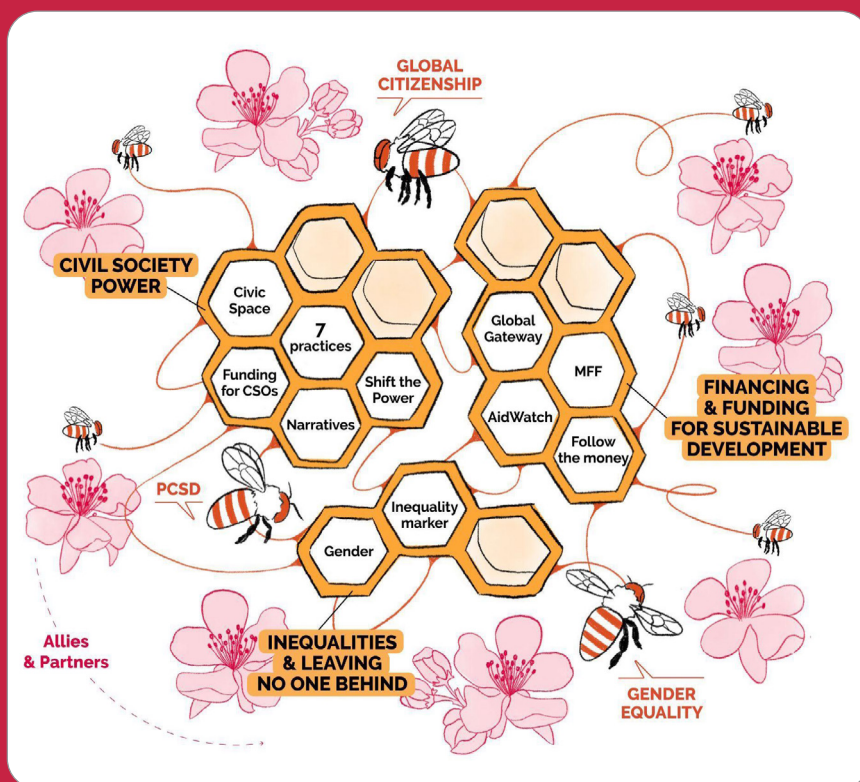 GLOBAL
CITIZENSHIP
CIVIL SOCIETY
POWER
Civic
Space
7
practices
Funding
for CSOs
Shift the
Power
Narratives
Global
Gateway
MFF
AidWatch
Follow
the money
FINANCING
& FUNDING
FOR SUSTAINABLE
DEVELOPMENT
PCSD
Inequality
marker
Gender
INEQUALITIES
& LEAVING
NO ONE BEHIND
Allies
& Partners
GENDER
EQUALITY